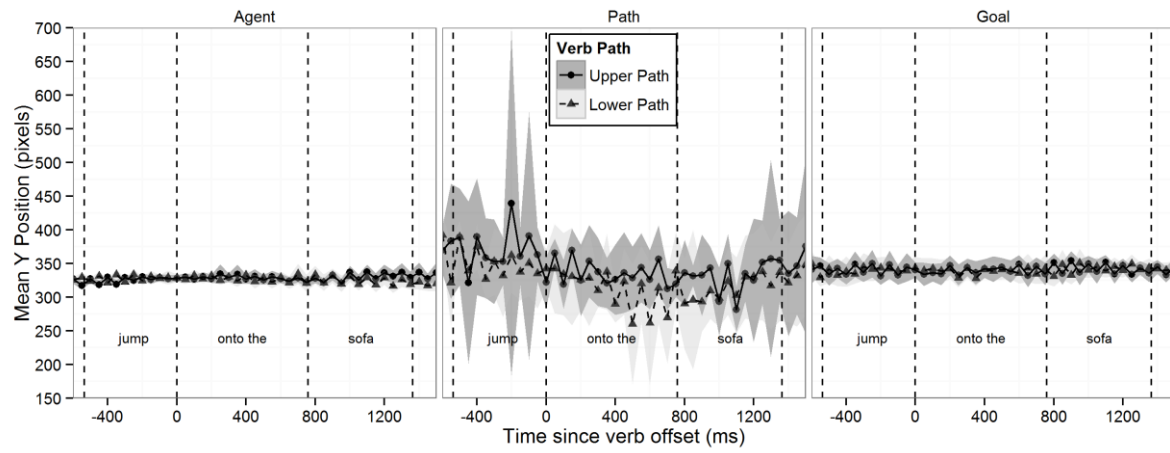 Agent Path Goal
700
650
600
550
500
450
400
350
300
250
200
150
Mean Y Position (pixels)
Verb Path
Upper Path
Lower Path
jump onto the sofa jump onto the sofa jump onto the sofa
-400 0 400 800 1200 -400 0 400 800 1200 -400 0 400 800 1200
Time since verb offset (ms)